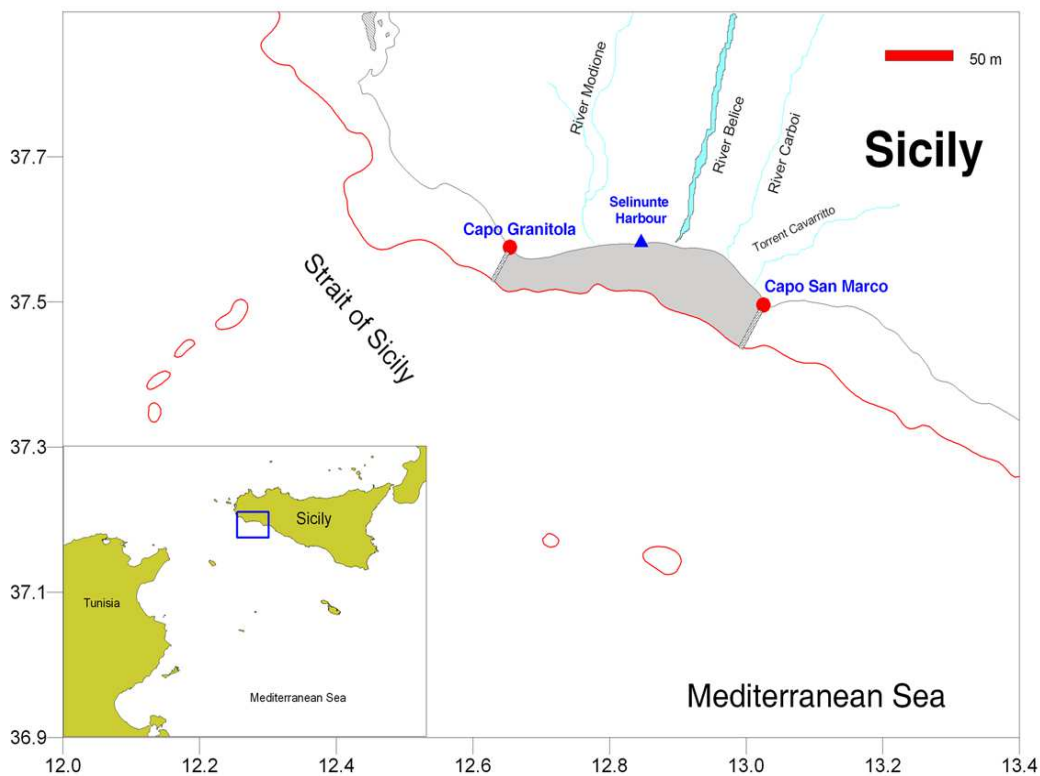 50 m
Sicily
River Modione
River Belice
River Carboi
Torrent Cavarritto
Selinunte
Harbour
Capo Granitola
Capo San Marco
Strait of Sicily
37.7
37.5
37.3
37.1
36.9
Sicily
Tunisia
Mediterranean Sea
Mediterranean Sea
12.0
12.2
12.4
12.6
12.8
13.0
13.2
13.4